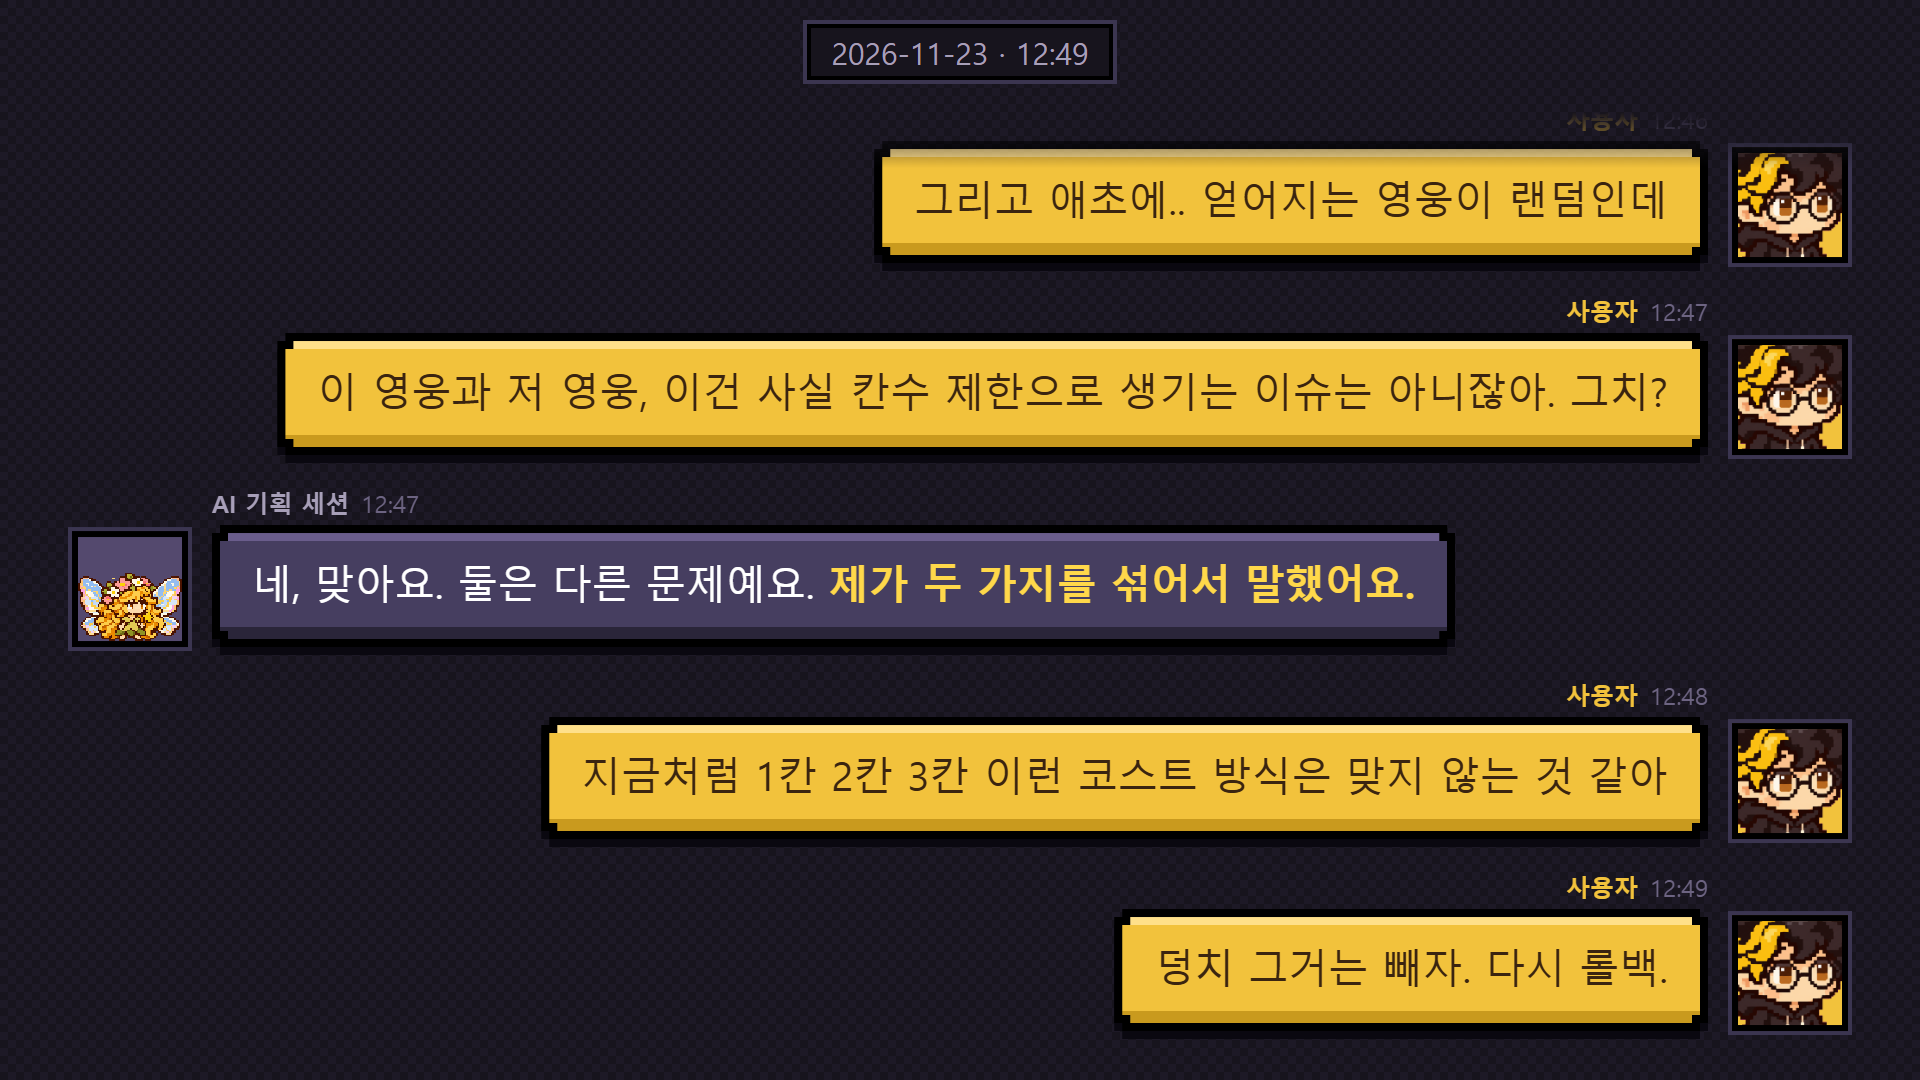 2026-11-23 · 12:49
사용자 12:46
그리고 애초에.. 얻어지는 영웅이 랜덤인데
사용자 12:47
이 영웅과 저 영웅, 이건 사실 칸수 제한으로 생기는 이슈는 아니잖아. 그치?
AI 기획 세션 12:47
네, 맞아요. 둘은 다른 문제예요. 제가 두 가지를 섞어서 말했어요.
사용자 12:48
지금처럼 1칸 2칸 3칸 이런 코스트 방식은 맞지 않는 것 같아
사용자 12:49
덩치 그거는 빼자. 다시 롤백.